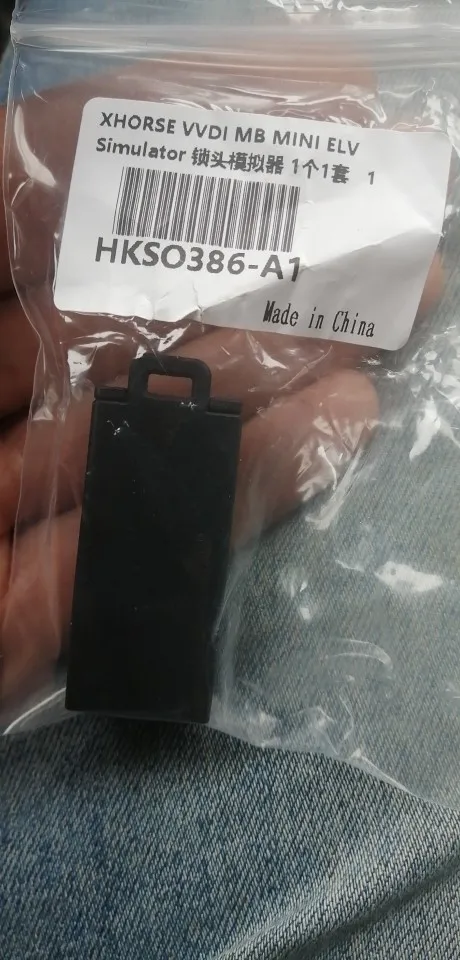 XHORSE VVDI MB MINI ELV
Simulator 锁头模拟器 1个1套 1
HKSO386-A1
Made in China